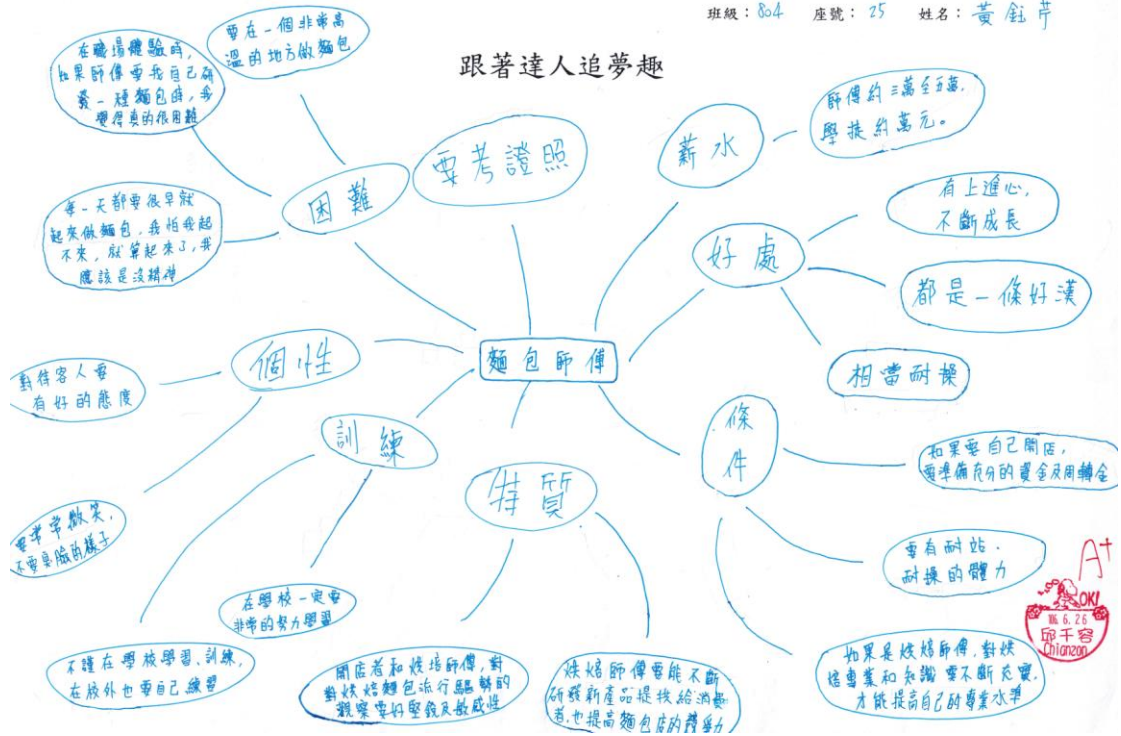 班級：804 座號：25 姓名：黃鈺芹
跟著達人追夢趣
在職場體驗時，
如果師傅要我自己研
發一種麵包時，我
覺得真的很困難
要在一個非常高
溫的地方做麵包
每一天都要很早就
起來做麵包，我怕我起
不來，就算起來了，我
應該是沒精神
困難
要考證照
薪水
師傅約三萬至五萬，
學徒約萬元。
好處
有上進心，
不斷成長
都是一條好漢
相當耐操
麵包師傅
個性
對待客人要
有好的態度
要常常微笑，
不要臭臉的樣子
訓練
在學校一定要
非常的努力學習
不謹在學校學習、訓練，
在校外也要自己練習
特質
開店者和烘培師傅，對
對烘焙麵包流行驅勢的
觀察要好堅銳及敏感性
烘焙師傅要能不斷
研發新產品提供給消費
者，也提高麵包店的競爭力
條件
如果要自己開店，
要準備充分的資金及周轉金
要有耐站、
耐操的體力
如果是烘焙師傅，對烘
焙專業和知識要不斷充實，
才能提高自己的專業水準
A+
OK!
106.6.26
邱千容